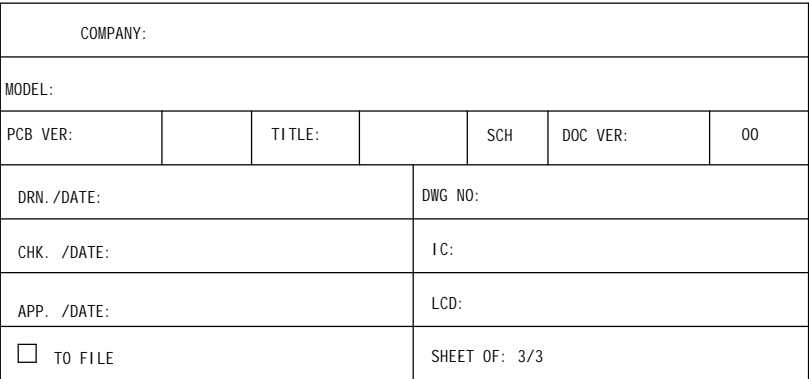 COMPANY:
MODEL:
PCB VER: TITLE: SCH DOC VER: 00
DRN./DATE: DWG NO:
CHK. /DATE: IC:
APP. /DATE: LCD:
TO FILE SHEET OF: 3/3